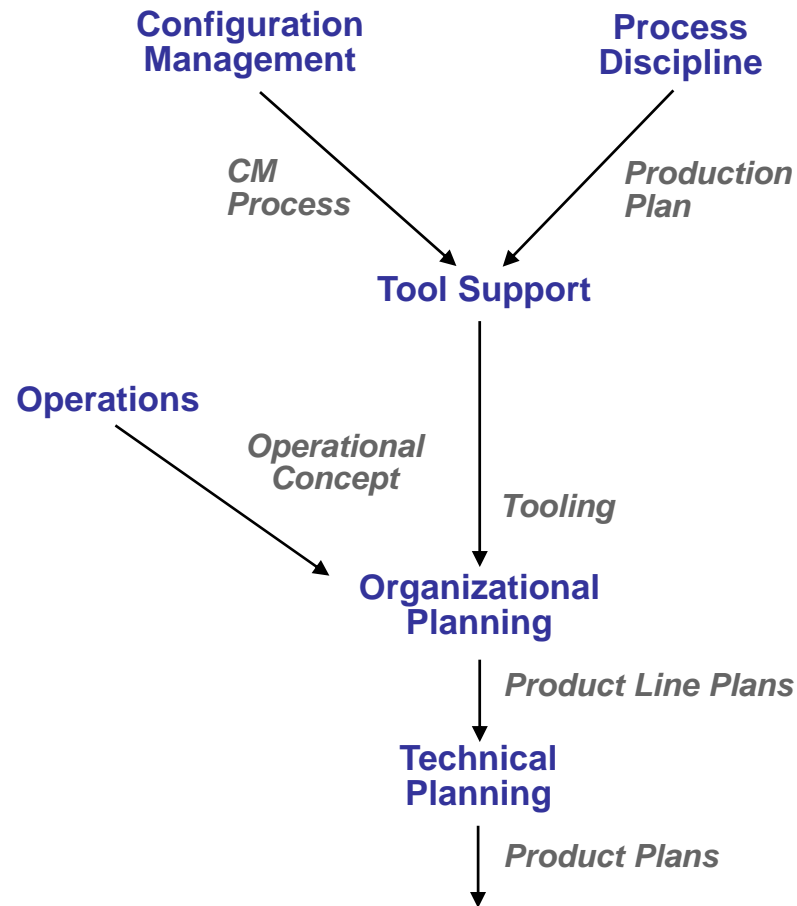 Configuration
Management
Process
Discipline
CM
Process
Production
Plan
Tool Support
Operations
Operational
Concept
Tooling
Organizational
Planning
Product Line Plans
Technical
Planning
Product Plans